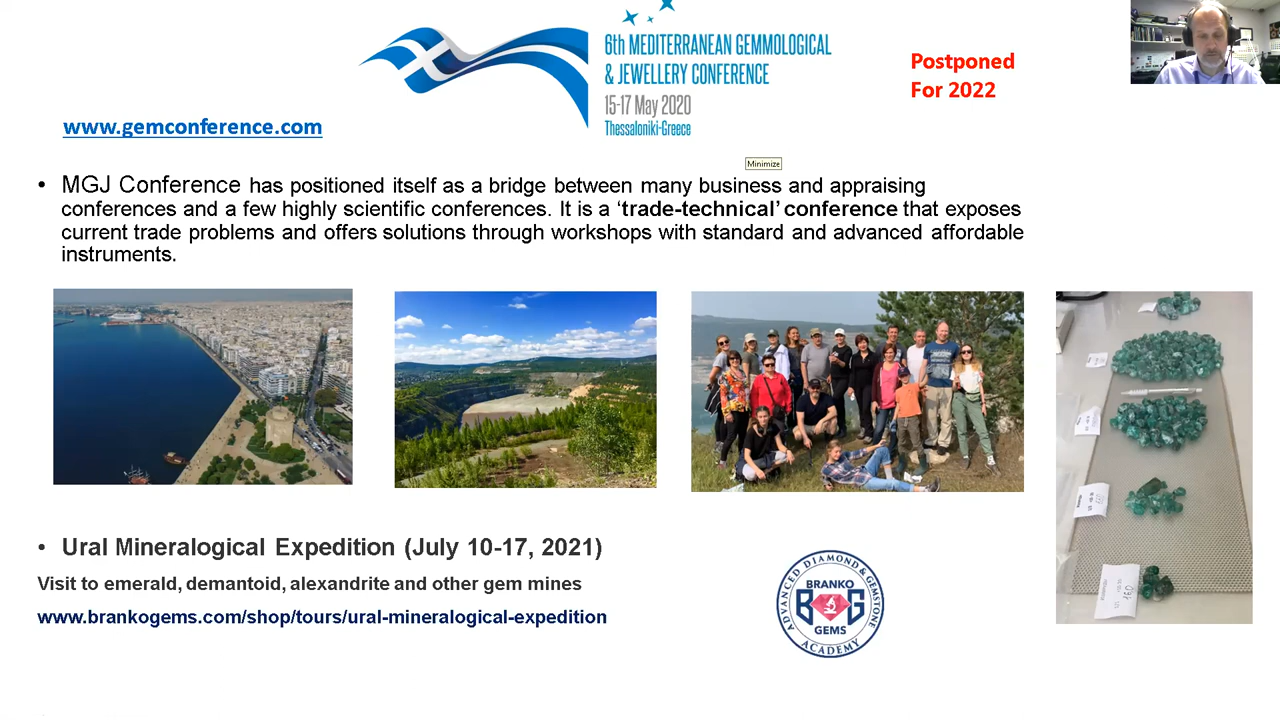 6th MEDITERRANEAN GEMMOLOGICAL
& JEWELLERY CONFERENCE
15-17 May 2020
Thessaloniki-Greece
Postponed
For 2022
www.gemconference.com
Minimize
• MGJ Conference has positioned itself as a bridge between many business and appraising
conferences and a few highly scientific conferences. It is a ‘trade-technical’ conference that exposes
current trade problems and offers solutions through workshops with standard and advanced affordable
instruments.
• Ural Mineralogical Expedition (July 10-17, 2021)
Visit to emerald, demantoid, alexandrite and other gem mines
www.brankogems.com/shop/tours/ural-mineralogical-expedition
ADVANCED DIAMOND & GEMSTONE
BRANKO
B G
GEMS
ACADEMY